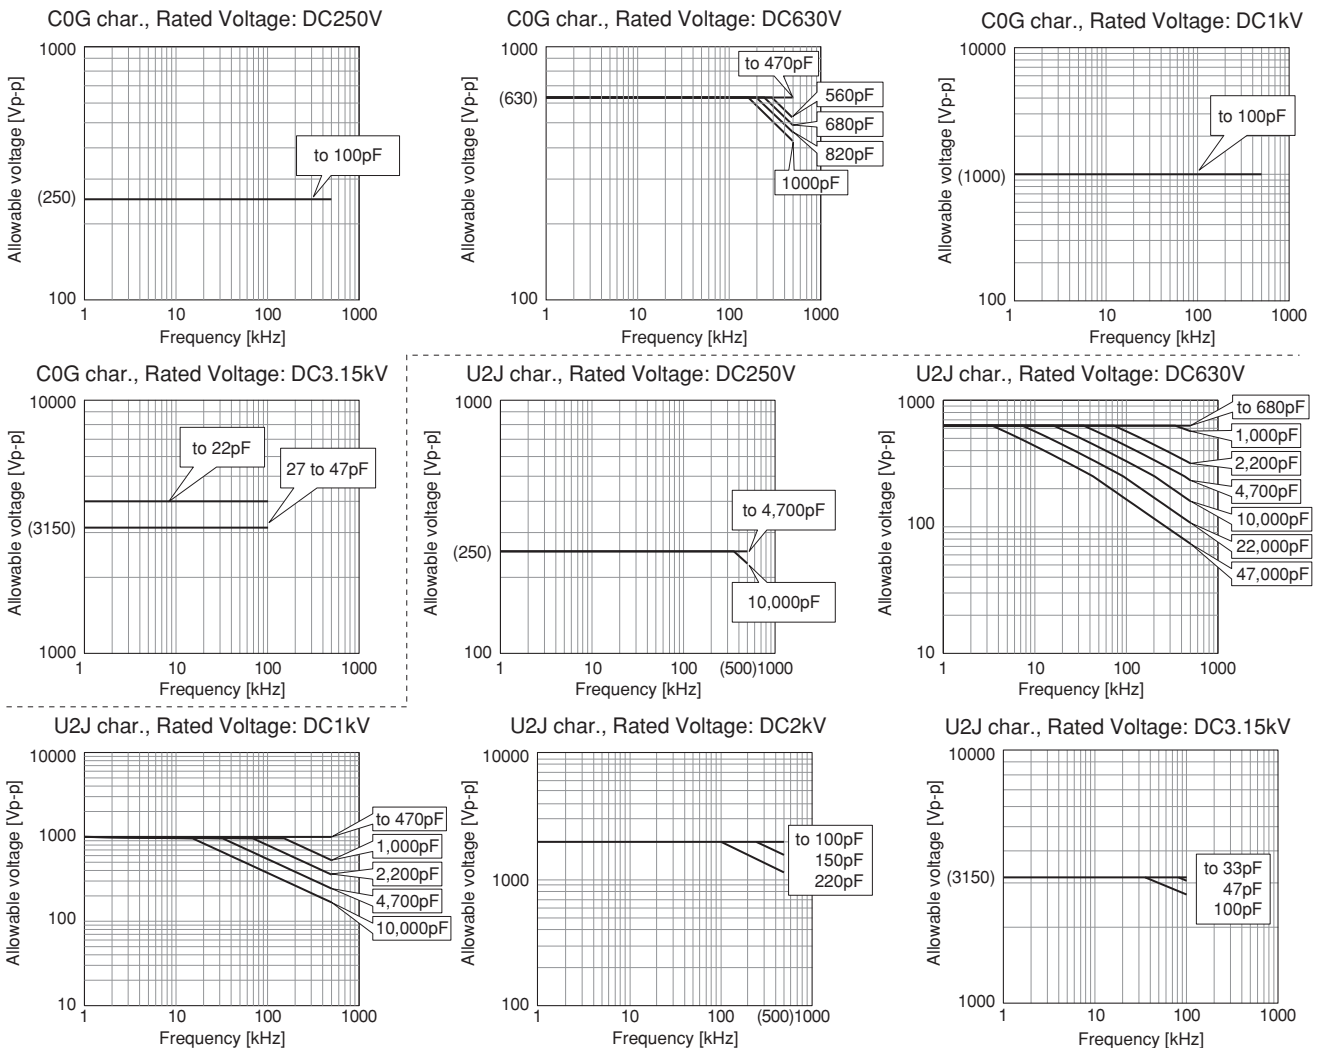 C0G char., Rated Voltage: DC250V
1000
Allowable voltage [Vp-p]
to 100pF
(250)
100
1
10
100
1000
Frequency [kHz]
C0G char., Rated Voltage: DC630V
1000
Allowable voltage [Vp-p]
to 470pF
(630)
560pF
680pF
820pF
1000pF
100
1
10
100
1000
Frequency [kHz]
C0G char., Rated Voltage: DC1kV
10000
Allowable voltage [Vp-p]
to 100pF
(1000)
100
1
10
100
1000
Frequency [kHz]
C0G char., Rated Voltage: DC3.15kV
10000
Allowable voltage [Vp-p]
to 22pF
27 to 47pF
(3150)
1000
1
10
100
1000
Frequency [kHz]
U2J char., Rated Voltage: DC250V
1000
Allowable voltage [Vp-p]
to 4,700pF
(250)
10,000pF
100
1
10
100
(500)
1000
Frequency [kHz]
U2J char., Rated Voltage: DC630V
1000
Allowable voltage [Vp-p]
to 680pF
1,000pF
2,200pF
4,700pF
10,000pF
22,000pF
47,000pF
100
10
1
10
100
1000
Frequency [kHz]
U2J char., Rated Voltage: DC1kV
10000
Allowable voltage [Vp-p]
1000
to 470pF
1,000pF
2,200pF
4,700pF
10,000pF
100
10
1
10
100
1000
Frequency [kHz]
U2J char., Rated Voltage: DC2kV
10000
Allowable voltage [Vp-p]
to 100pF
150pF
220pF
1000
100
1
10
100
(500)
1000
Frequency [kHz]
U2J char., Rated Voltage: DC3.15kV
10000
Allowable voltage [Vp-p]
(3150)
to 33pF
47pF
100pF
1000
1
10
100
1000
Frequency [kHz]